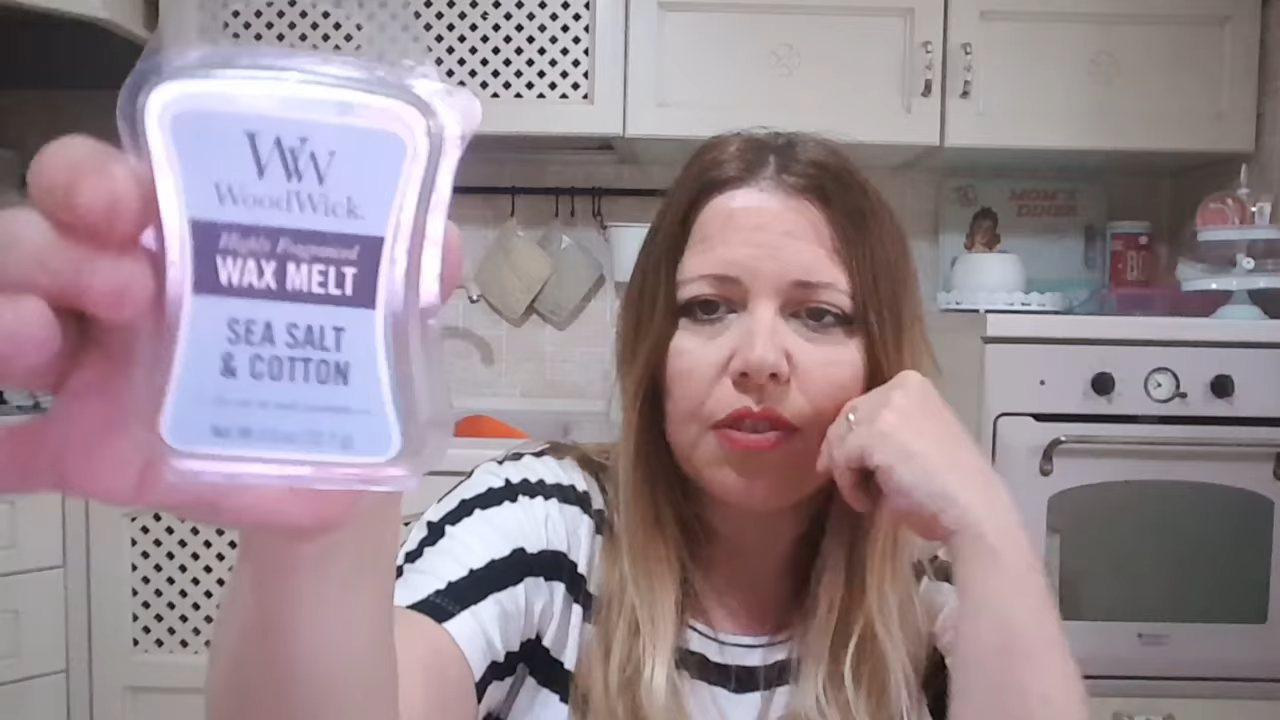 WW
WoodWick.
Highly Fragranced
WAX MELT
SEA SALT
& COTTON
MOM'S
DINER